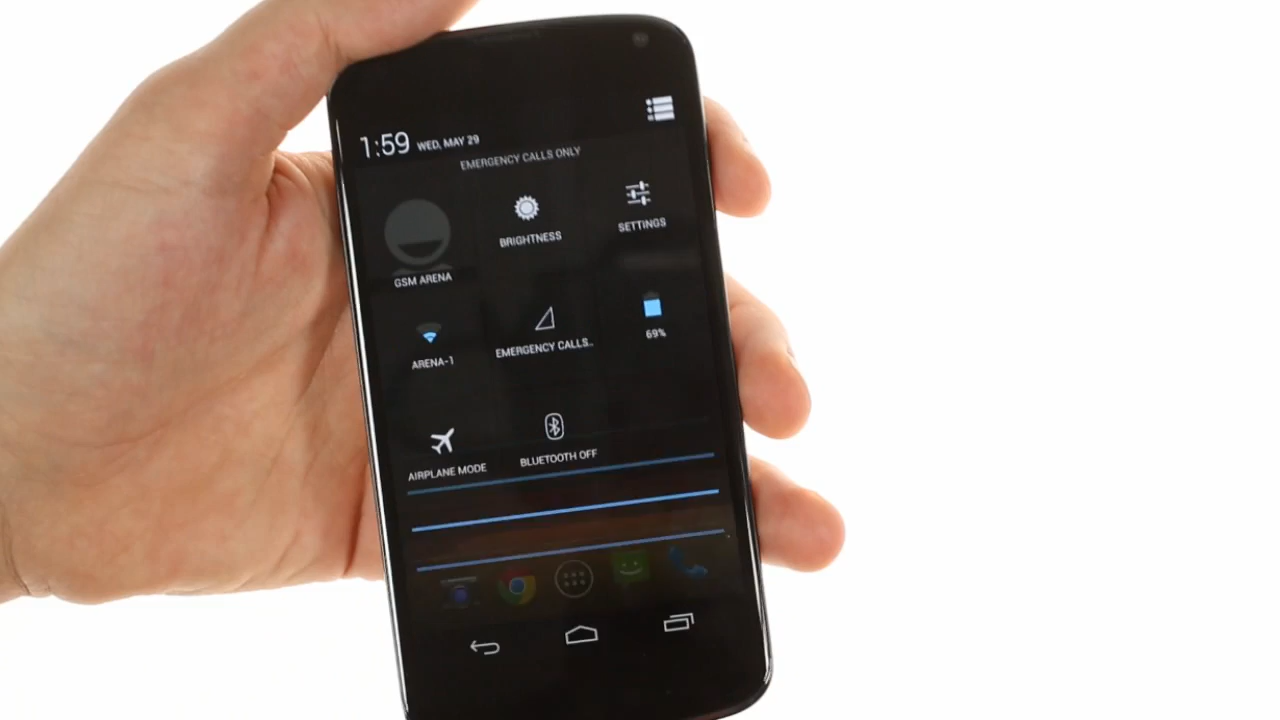 1:59 WED, MAY 29
EMERGENCY CALLS ONLY
BRIGHTNESS
SETTINGS
GSM ARENA
ARENA-1
EMERGENCY CALLS..
69%
AIRPLANE MODE
BLUETOOTH OFF